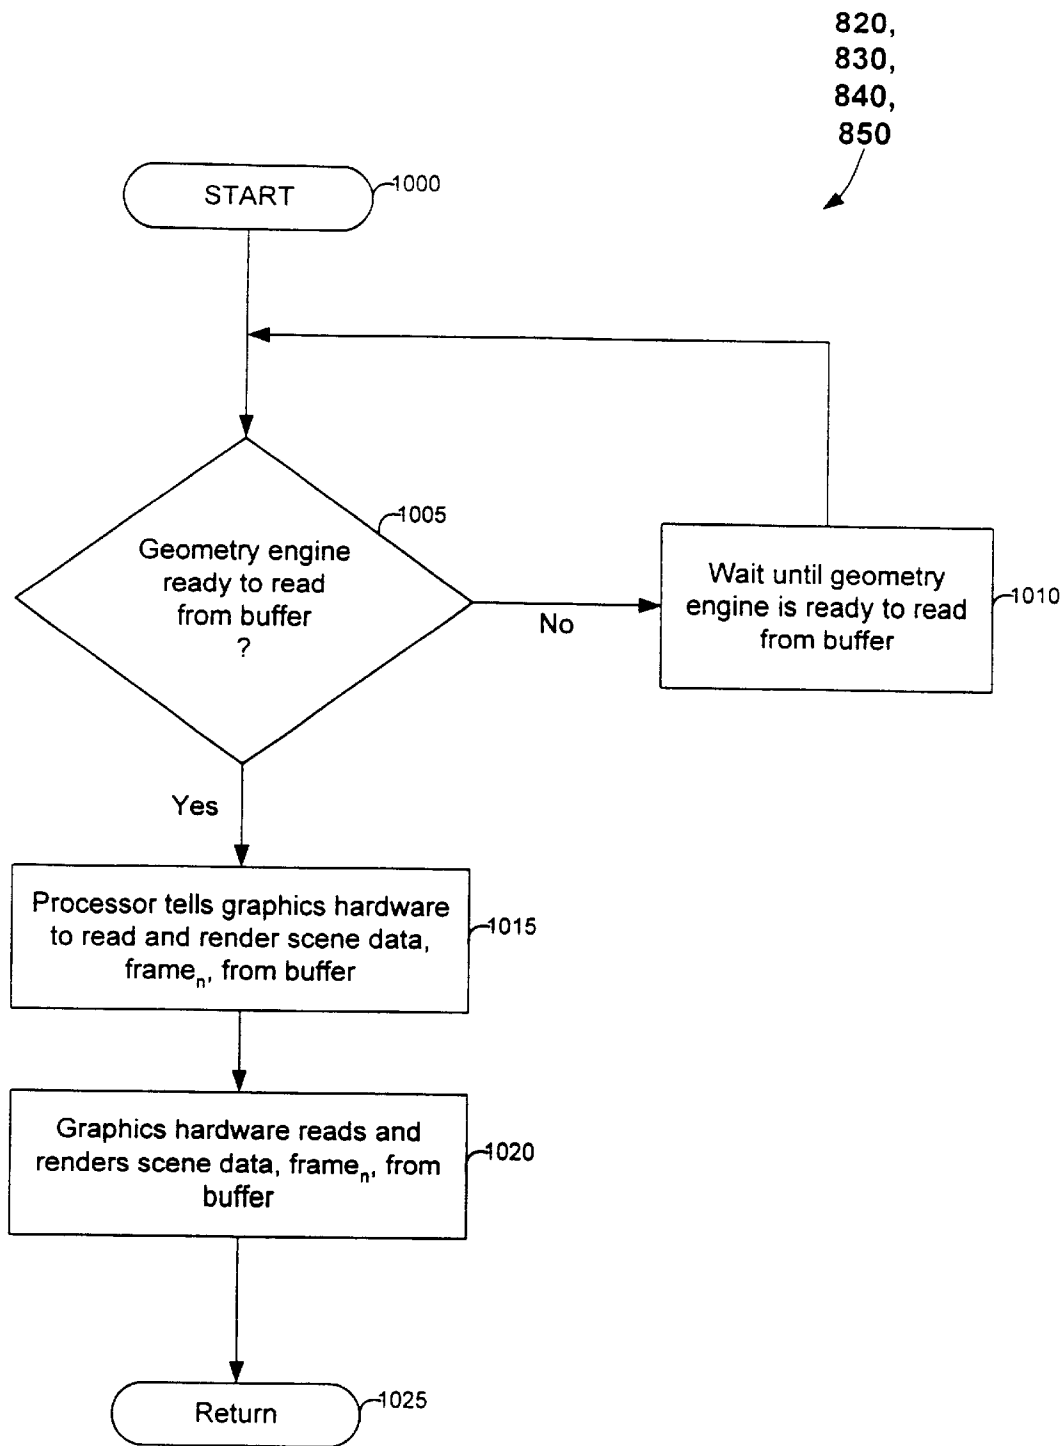 820,
830,
840,
850
START
1000
Geometry engine
ready to read
from buffer
?
1005
No
Wait until geometry
engine is ready to read
from buffer
1010
Yes
Processor tells graphics hardware
to read and render scene data,
frameₙ, from buffer
1015
Graphics hardware reads and
renders scene data, frameₙ, from
buffer
1020
Return
1025